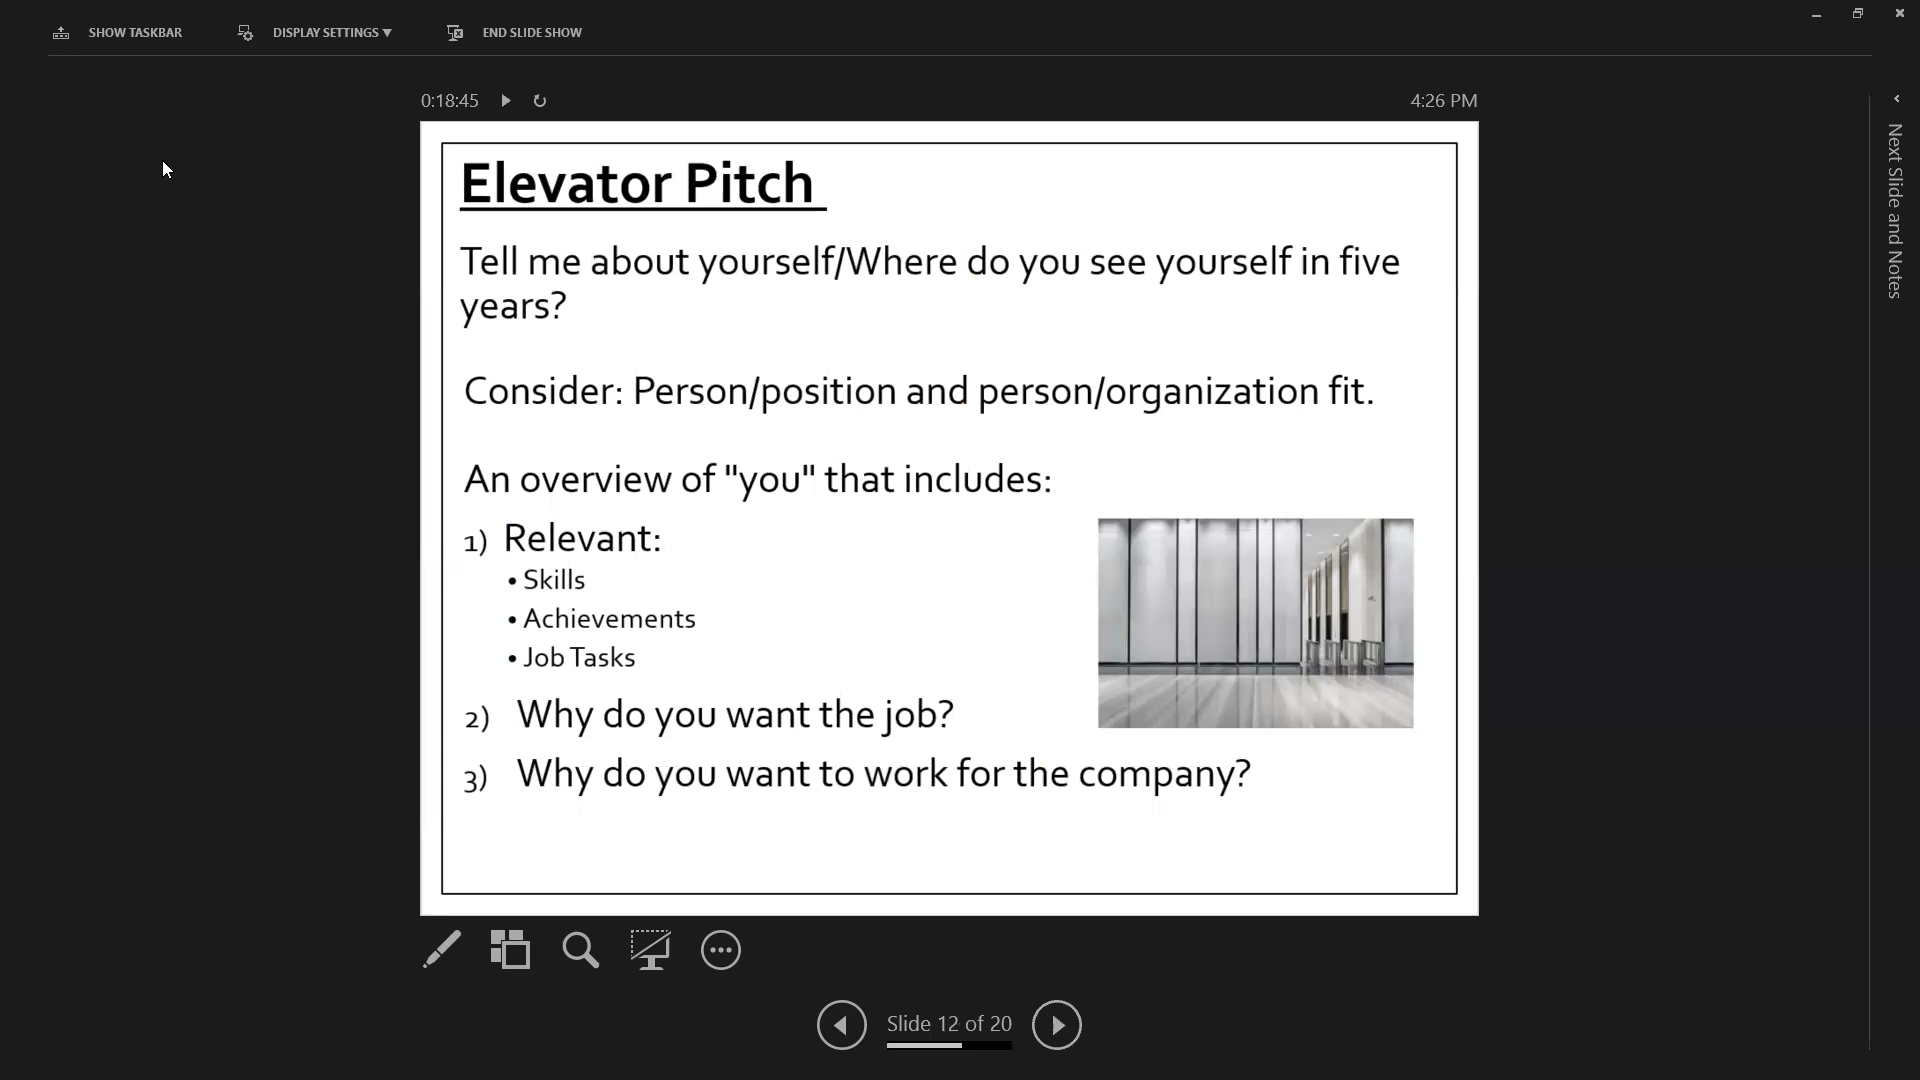 SHOW TASKBAR
DISPLAY SETTINGS ▼
END SLIDE SHOW
0:18:45
4:26 PM
Elevator Pitch
Tell me about yourself/Where do you see yourself in five
years?
Consider: Person/position and person/organization fit.
An overview of "you" that includes:
1) Relevant:
• Skills
• Achievements
• Job Tasks
2) Why do you want the job?
3) Why do you want to work for the company?
Slide 12 of 20
Next Slide and Notes